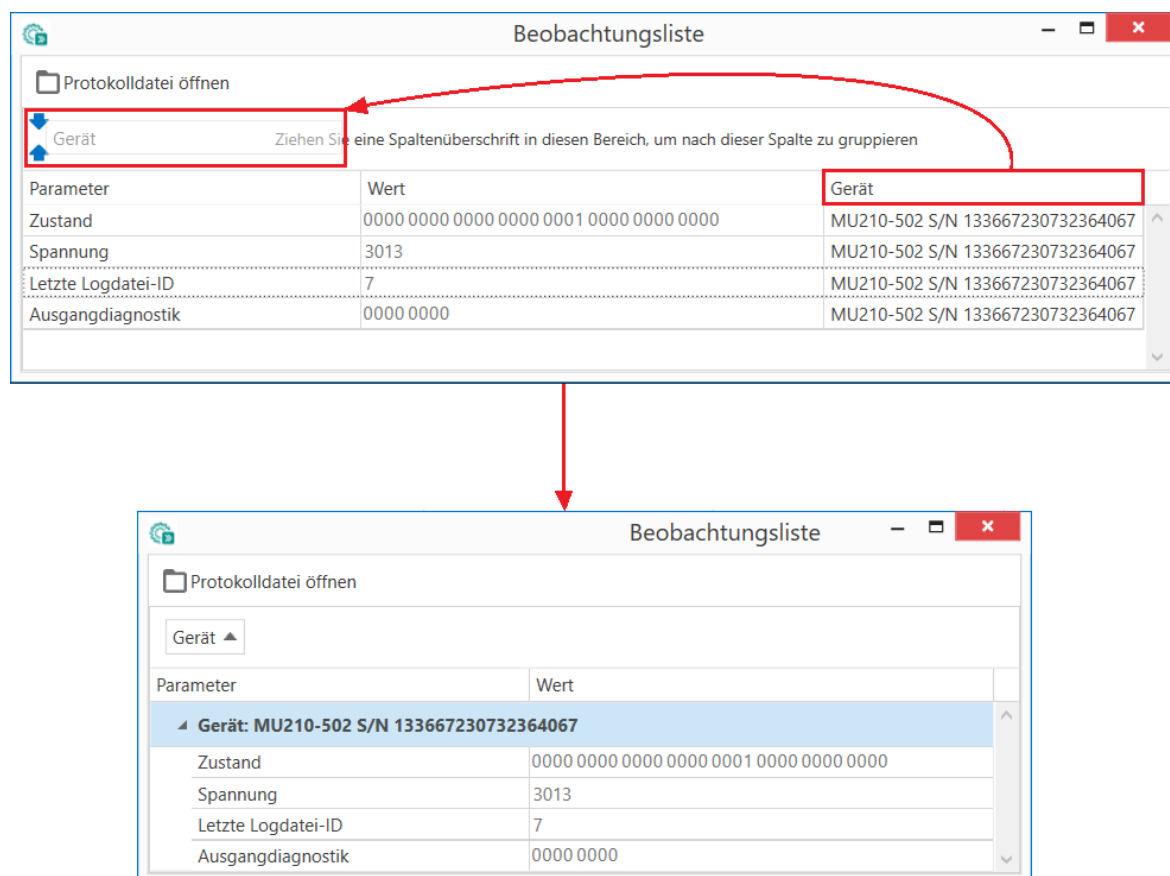 Beobachtungsliste
Protokolldatei öffnen
Gerät Ziehen Sie eine Spaltenüberschrift in diesen Bereich, um nach dieser Spalte zu gruppieren
Parameter Wert Gerät
Zustand 0000 0000 0000 0000 0001 0000 0000 0000 MU210-502 S/N 133667230732364067
Spannung 3013 MU210-502 S/N 133667230732364067
Letzte Logdatei-ID 7 MU210-502 S/N 133667230732364067
Ausgangdiagnostik 0000 0000 MU210-502 S/N 133667230732364067
Beobachtungsliste
Protokolldatei öffnen
Gerät
Parameter Wert
Gerät: MU210-502 S/N 133667230732364067
Zustand 0000 0000 0000 0000 0001 0000 0000 0000
Spannung 3013
Letzte Logdatei-ID 7
Ausgangdiagnostik 0000 0000